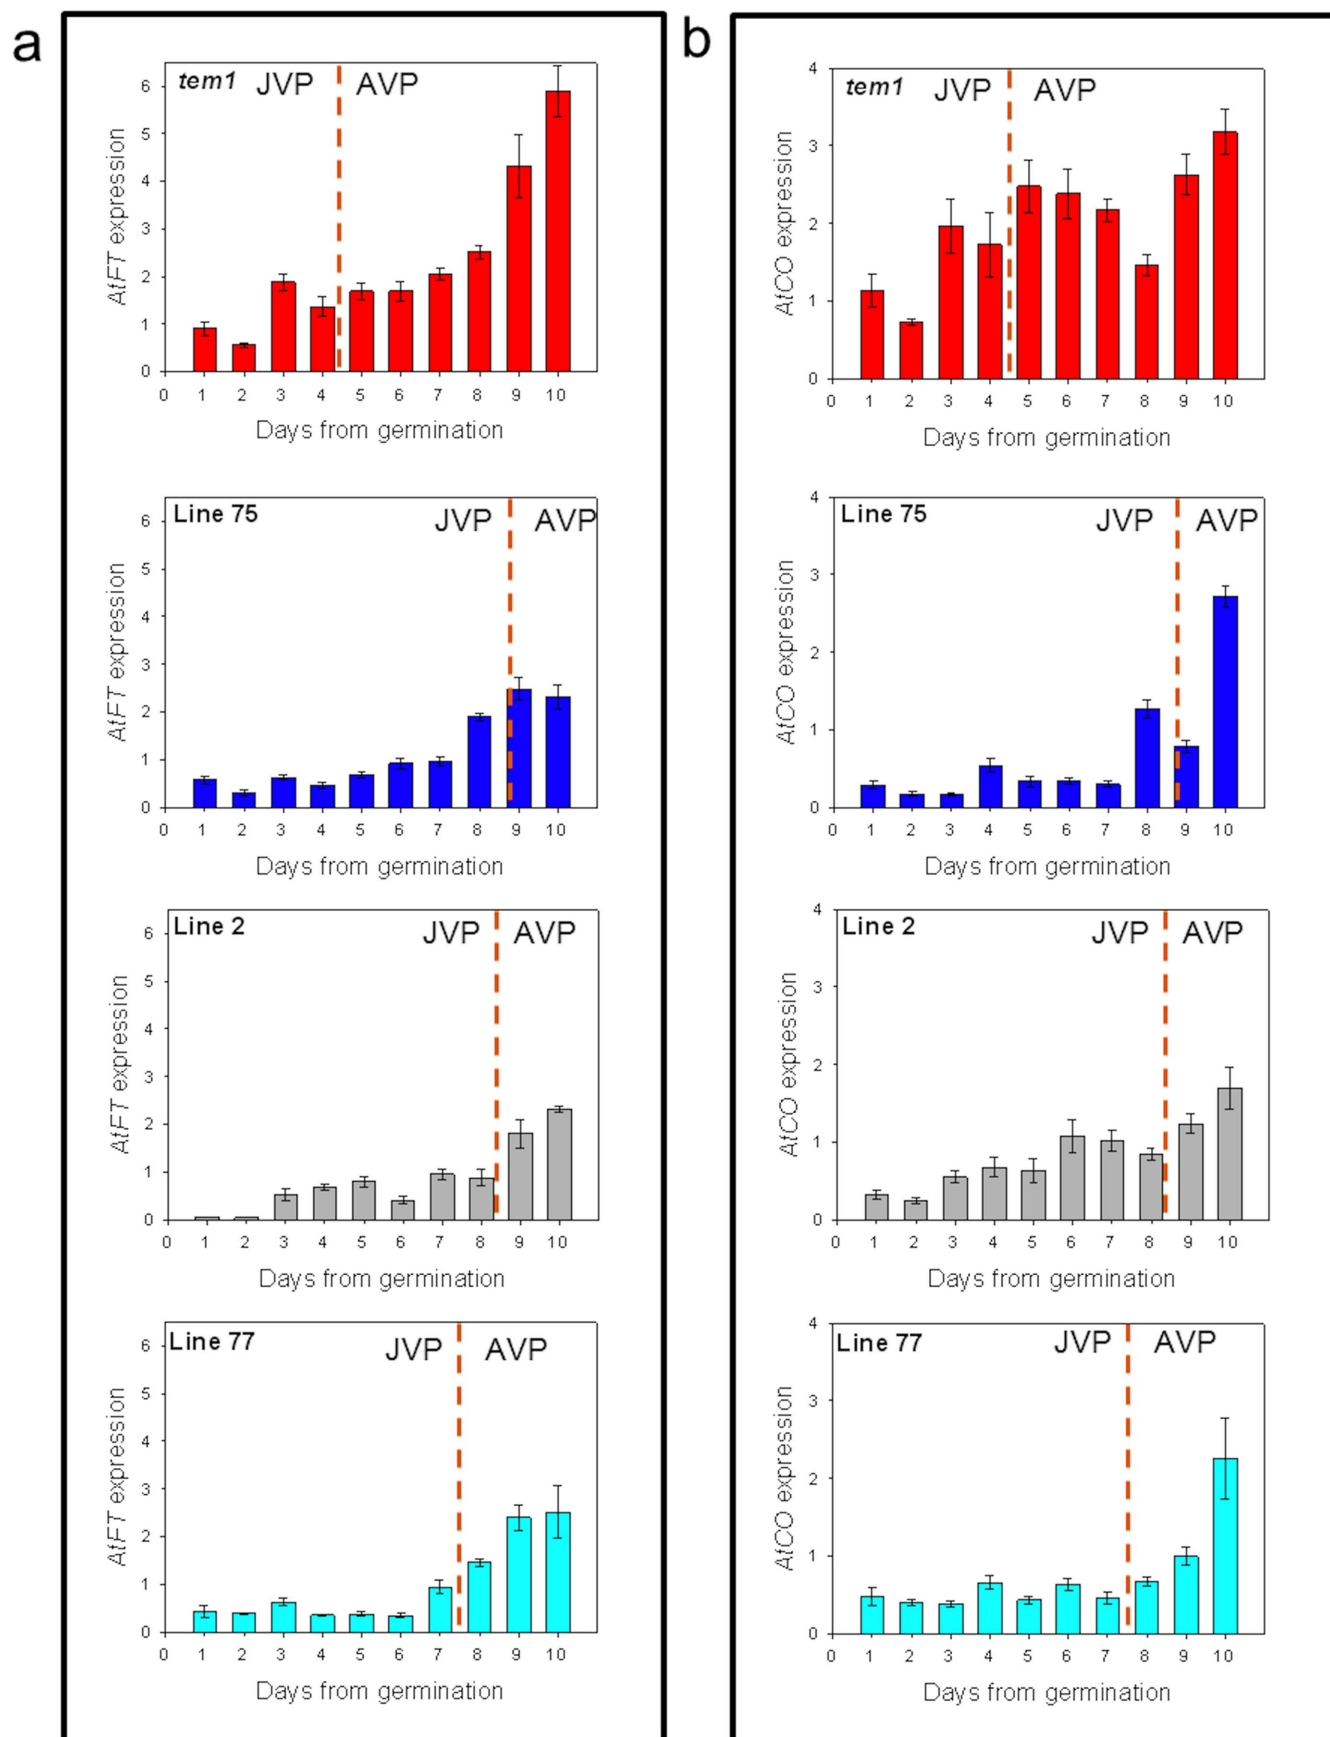 a
tem1 JVP AVP
AtFT expression
6
5
4
3
2
1
0
0 1 2 3 4 5 6 7 8 9 10
Days from germination
Line 75 JVP AVP
AtFT expression
6
5
4
3
2
1
0
0 1 2 3 4 5 6 7 8 9 10
Days from germination
Line 2 JVP AVP
AtFT expression
6
5
4
3
2
1
0
0 1 2 3 4 5 6 7 8 9 10
Days from germination
Line 77 JVP AVP
AtFT expression
6
5
4
3
2
1
0
0 1 2 3 4 5 6 7 8 9 10
Days from germination
b
tem1 JVP AVP
AtCO expression
4
3
2
1
0
0 1 2 3 4 5 6 7 8 9 10
Days from germination
Line 75 JVP AVP
AtCO expression
4
3
2
1
0
0 1 2 3 4 5 6 7 8 9 10
Days from germination
Line 2 JVP AVP
AtCO expression
4
3
2
1
0
0 1 2 3 4 5 6 7 8 9 10
Days from germination
Line 77 JVP AVP
AtCO expression
4
3
2
1
0
0 1 2 3 4 5 6 7 8 9 10
Days from germination